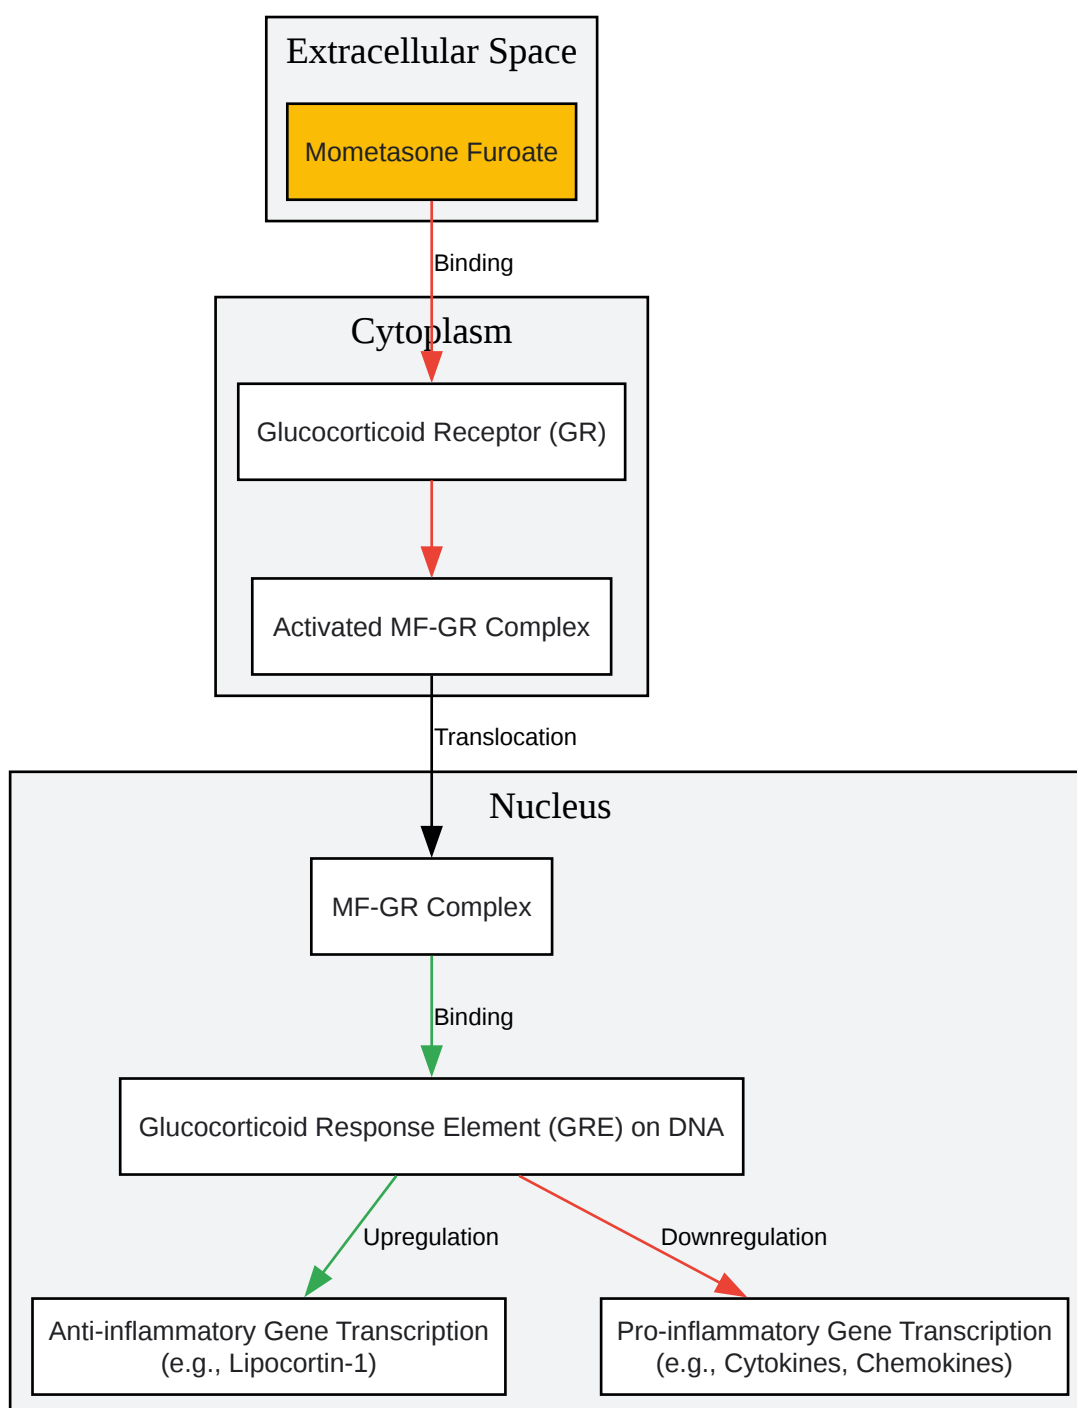 Extracellular Space
Mometasone Furoate
Binding
Cytoplasm
Glucocorticoid Receptor (GR)
Activated MF-GR Complex
Translocation
Nucleus
MF-GR Complex
Binding
Glucocorticoid Response Element (GRE) on DNA
Upregulation
Downregulation
Anti-inflammatory Gene Transcription
(e.g., Lipocortin-1)
Pro-inflammatory Gene Transcription
(e.g., Cytokines, Chemokines)